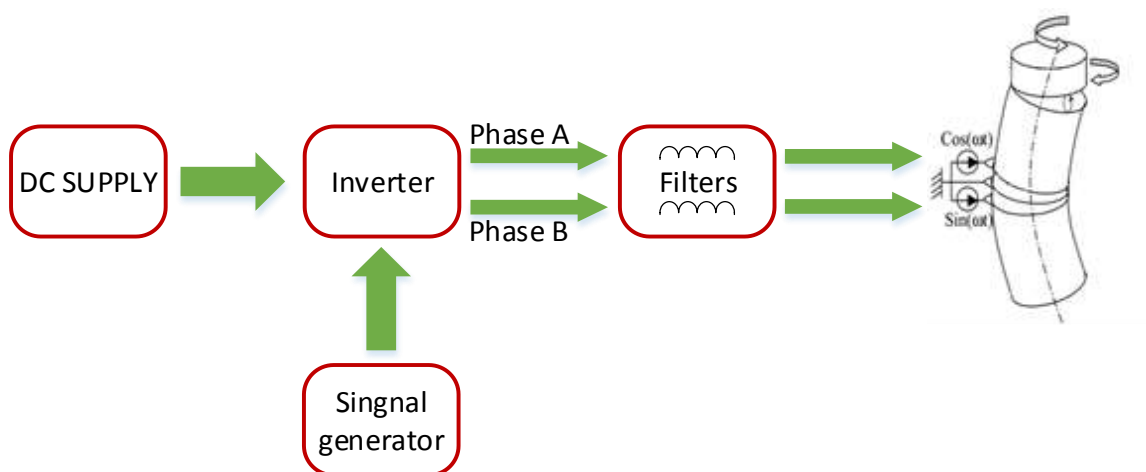 DC SUPPLY
Inverter
Phase A
Phase B
Filters
Cos(ωt)
Sin(ωt)
Singnal
generator